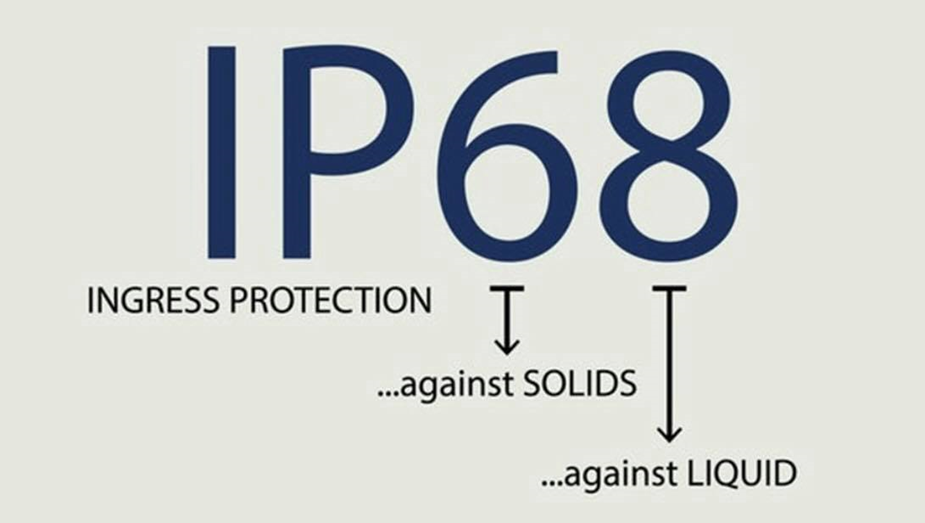 IP68
INGRESS PROTECTION
...against SOLIDS
...against LIQUID